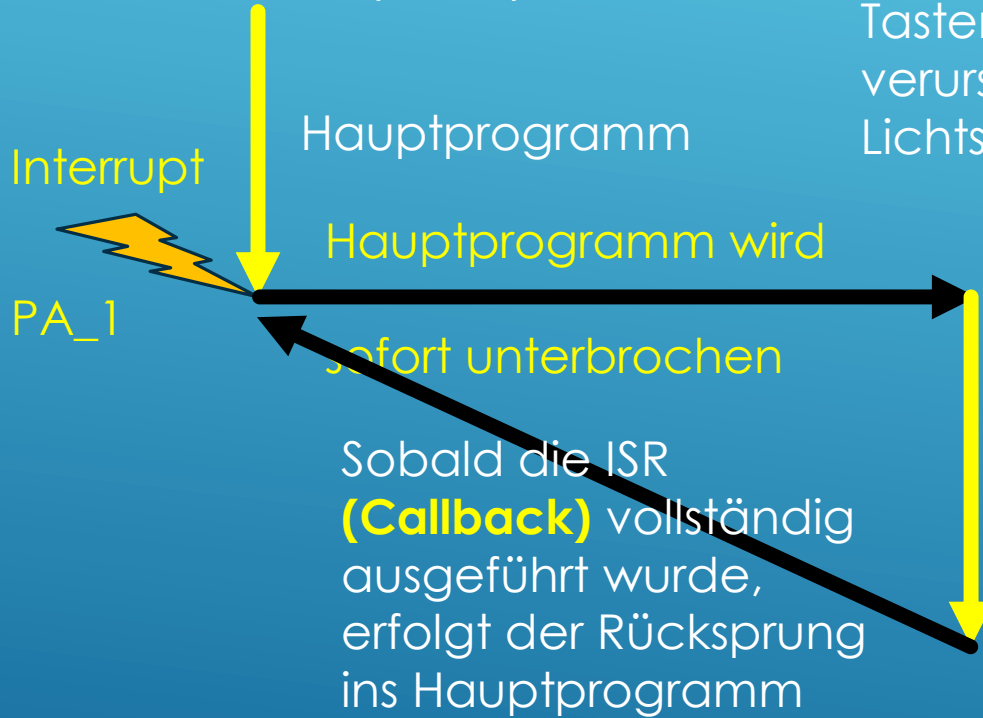 Hauptprogramm
Interrupt
Hauptprogramm wird
PA_1
sofort unterbrochen
Sobald die ISR
(Callback) vollständig
ausgeführt wurde,
erfolgt der Rücksprung
ins Hauptprogramm